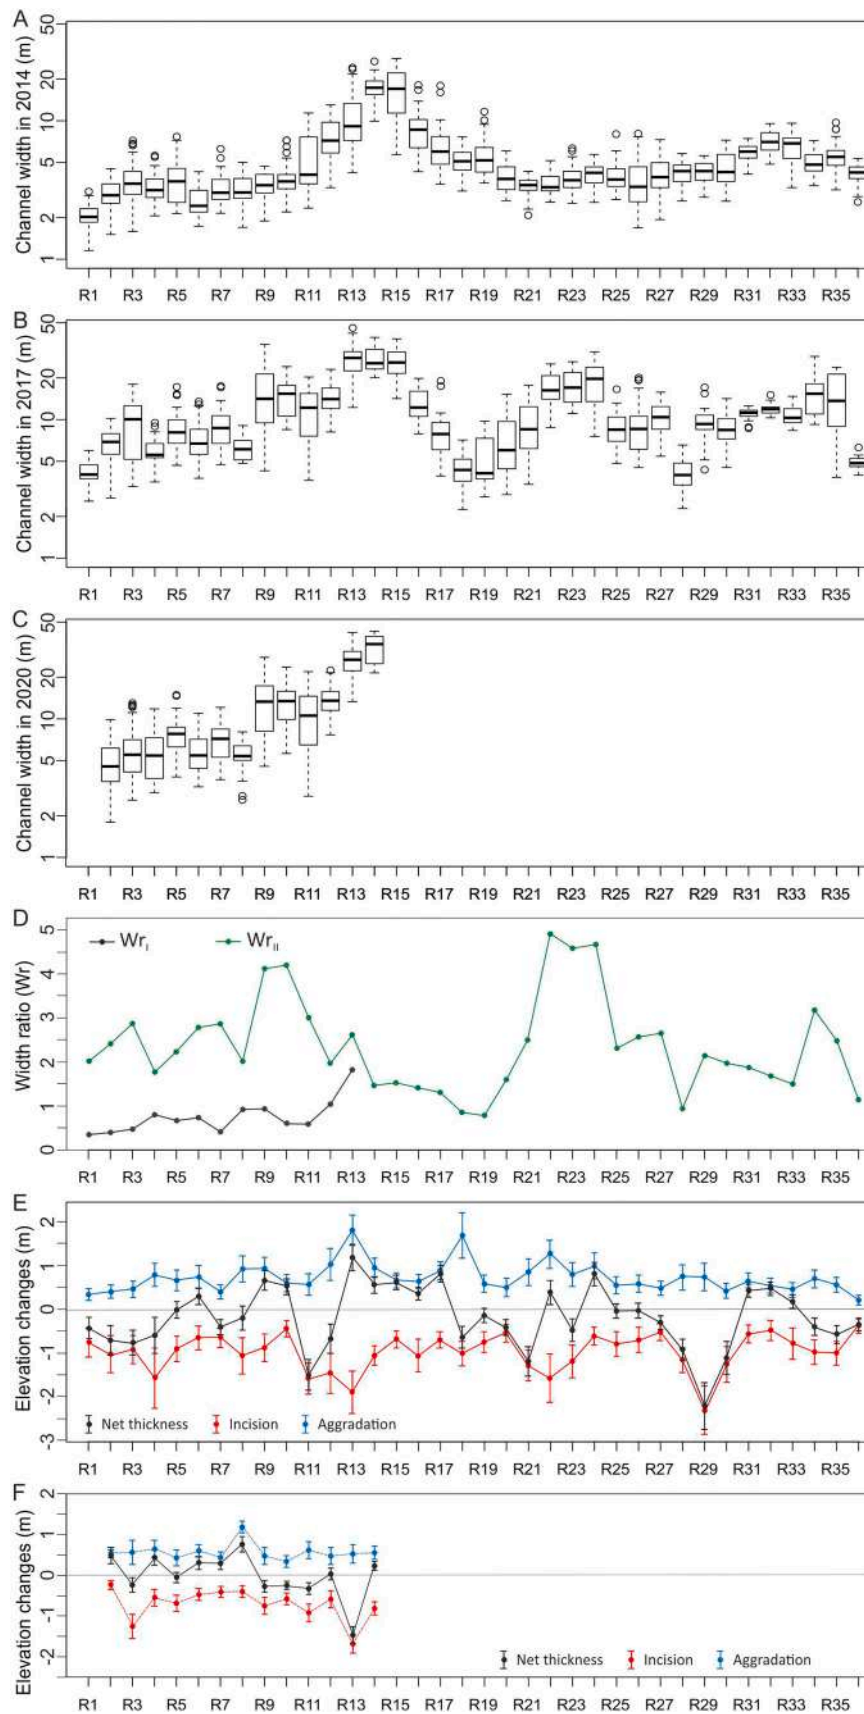 A
Channel width in 2014 (m)
50
20
10
5
2
1
R1 R3 R5 R7 R9 R11 R13 R15 R17 R19 R21 R23 R25 R27 R29 R31 R33 R35
B
Channel width in 2017 (m)
50
20
10
5
2
1
R1 R3 R5 R7 R9 R11 R13 R15 R17 R19 R21 R23 R25 R27 R29 R31 R33 R35
C
Channel width in 2020 (m)
50
20
10
5
2
1
R1 R3 R5 R7 R9 R11 R13 R15 R17 R19 R21 R23 R25 R27 R29 R31 R33 R35
D
Width ratio (Wr)
Wr_I Wr_II
5
4
3
2
1
0
R1 R3 R5 R7 R9 R11 R13 R15 R17 R19 R21 R23 R25 R27 R29 R31 R33 R35
E
Elevation changes (m)
2
1
0
-1
-2
-3
Net thickness Incision Aggradation
R1 R3 R5 R7 R9 R11 R13 R15 R17 R19 R21 R23 R25 R27 R29 R31 R33 R35
F
Elevation changes (m)
2
1
0
-1
-2
Net thickness Incision Aggradation
R1 R3 R5 R7 R9 R11 R13 R15 R17 R19 R21 R23 R25 R27 R29 R31 R33 R35